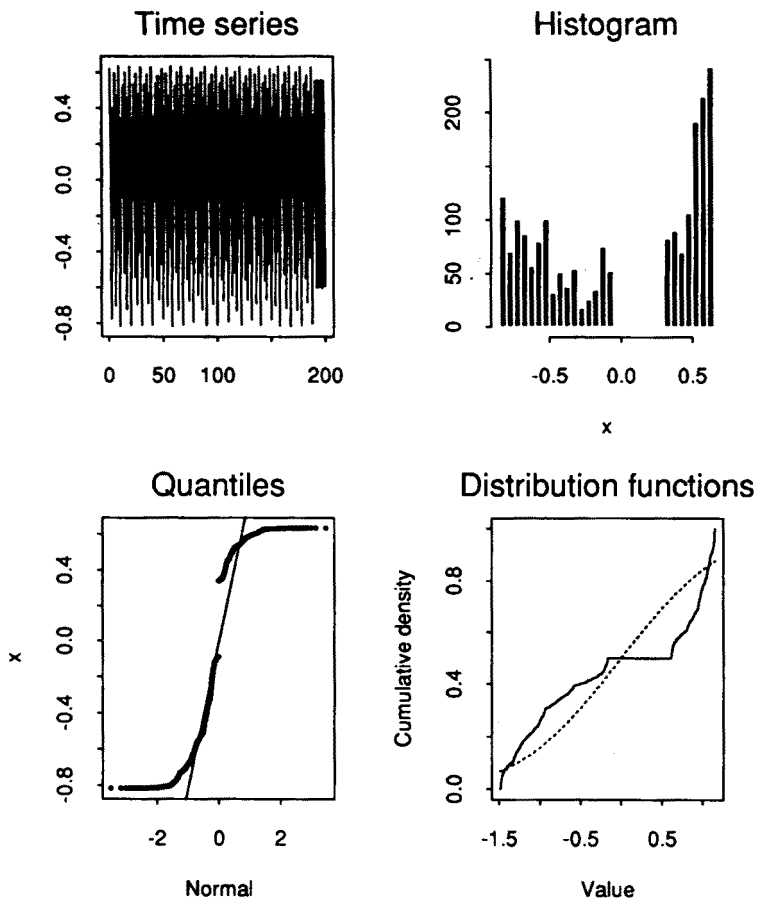 Time series
0.4
0.0
-0.4
-0.8
0 50 100 200
Histogram
200
100
50
0
-0.5 0.0 0.5
x
Quantiles
x
0.4
0.0
-0.4
-0.8
-2 0 2
Normal
Distribution functions
Cumulative density
0.8
0.4
0.0
-1.5 -0.5 0.5
Value